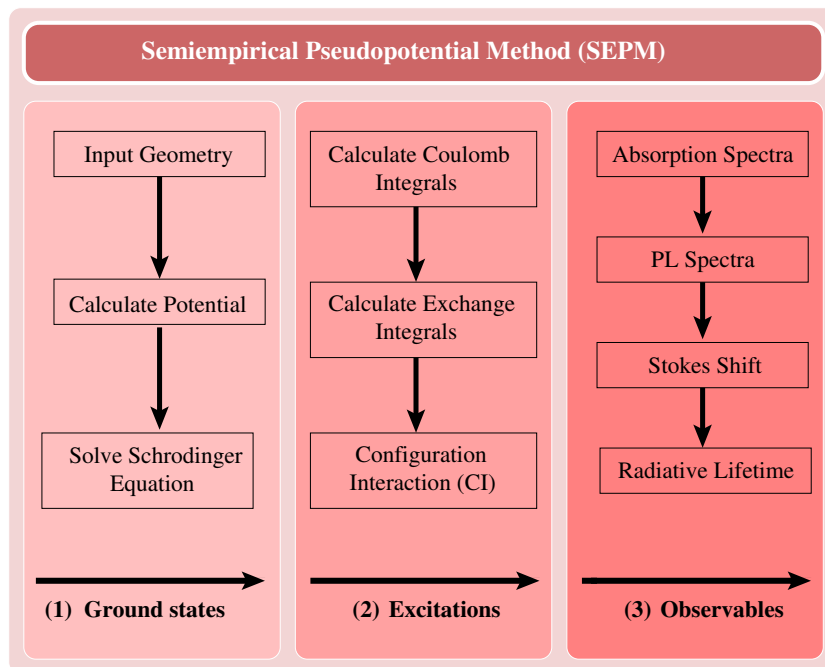 Semiempirical Pseudopotential Method (SEPM)
Input Geometry
Calculate Potential
Solve Schrodinger
Equation
(1) Ground states
Calculate Coulomb
Integrals
Calculate Exchange
Integrals
Configuration
Interaction (CI)
(2) Excitations
Absorption Spectra
PL Spectra
Stokes Shift
Radiative Lifetime
(3) Observables